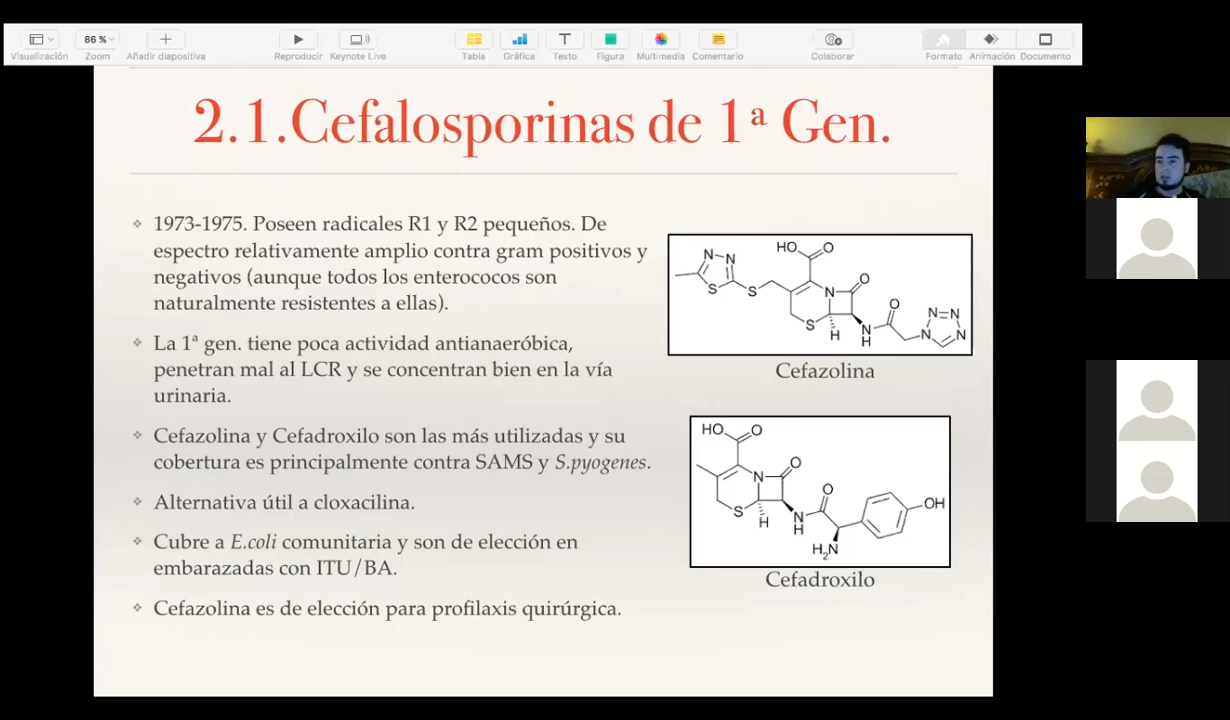 86 %
Visualización Zoom Añadir diapositiva Reproducir Keynote Live Tabla Gráfica Texto Figura Multimedia Comentario Colaborar Formato Animación Documento
2.1.Cefalosporinas de 1ª Gen.
1973-1975. Poseen radicales R1 y R2 pequeños. De
espectro relativamente amplio contra gram positivos y
negativos (aunque todos los enterococos son
naturalmente resistentes a ellas).
La 1ª gen. tiene poca actividad antianaeróbica,
penetran mal al LCR y se concentran bien en la vía
urinaria.
Cefazolina y Cefadroxilo son las más utilizadas y su
cobertura es principalmente contra SAMS y S.pyogenes.
Alternativa útil a cloxacilina.
Cubre a E.coli comunitaria y son de elección en
embarazadas con ITU/BA.
Cefazolina es de elección para profilaxis quirúrgica.
HO O
N N S S N O S H N H O N=N N N
Cefazolina
HO O
N O S H N H O OH H2N
Cefadroxilo